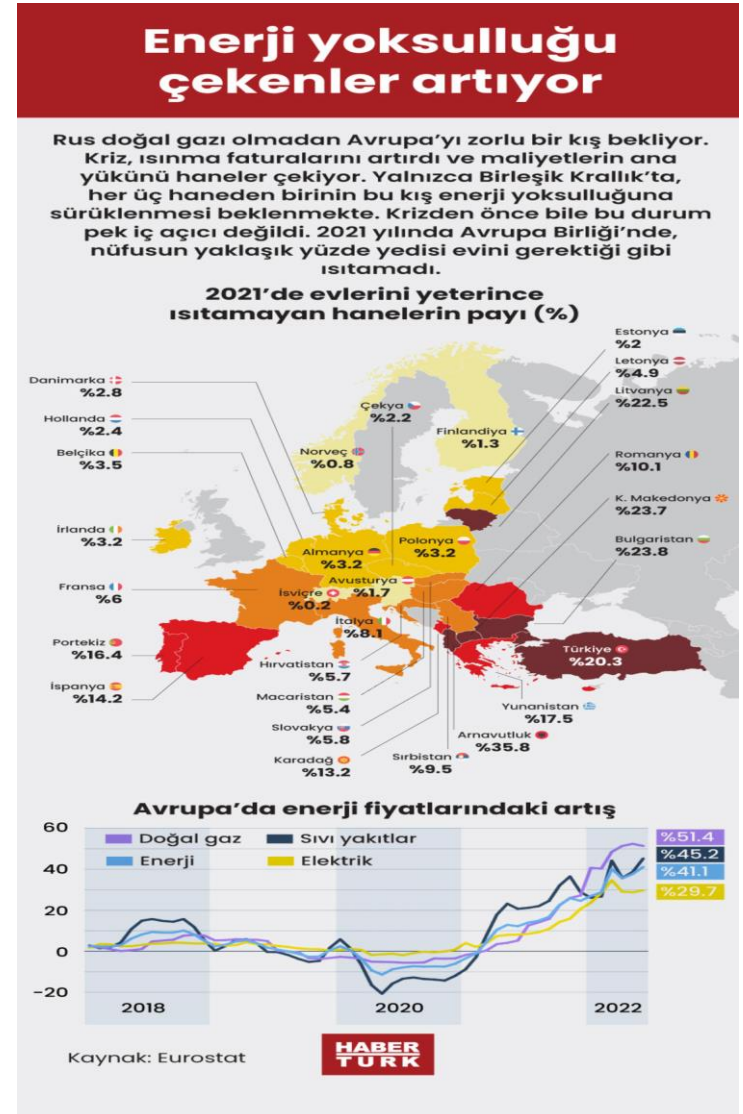 Enerji yoksulluğu
çekenler artıyor
Rus doğal gazı olmadan Avrupa’yı zorlu bir kış bekliyor.
Kriz, ısınma faturalarını artırdı ve maliyetlerin ana
yükünü haneler çekiyor. Yalnızca Birleşik Krallık’ta,
her üç haneden birinin bu kış enerji yoksulluğuna
sürüklenmesi beklenmekte. Krizden önce bile bu durum
pek iç açıcı değildi. 2021 yılında Avrupa Birliği’nde,
nüfusun yaklaşık yüzde yedisi evini gerektiği gibi
ısıtamadı.
2021’de evlerini yeterince
ısıtamayan hanelerin payı (%)
Estonya
%2
Letonya
%4.9
Litvanya
%22.5
Danimarka
%2.8
Hollanda
%2.4
Belçika
%3.5
Çekya
%2.2
Finlandiya
%1.3
Norveç
%0.8
Romanya
%10.1
K. Makedonya
%23.7
Bulgaristan
%23.8
İrlanda
%3.2
Almanya
%3.2
Polonya
%3.2
Avusturya
%1.7
Fransa
%6
İsviçre
%0.2
İtalya
%8.1
Portekiz
%16.4
İspanya
%14.2
Hırvatistan
%5.7
Macaristan
%5.4
Slovakya
%5.8
Karadağ
%13.2
Sırbistan
%9.5
Arnavutluk
%35.8
Yunanistan
%17.5
Türkiye
%20.3
Avrupa’da enerji fiyatlarındaki artış
60
40
20
0
-20
Doğal gaz
Sıvı yakıtlar
Enerji
Elektrik
%51.4
%45.2
%41.1
%29.7
2018
2020
2022
Kaynak: Eurostat
HABER
TURK